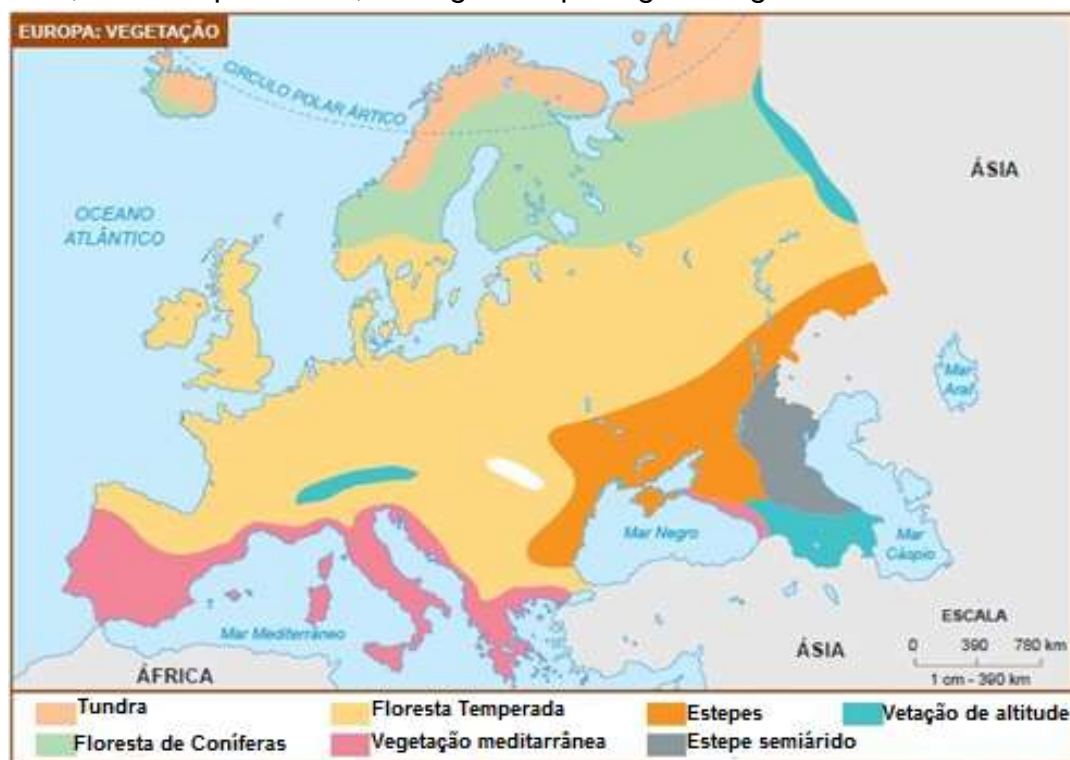 EUROPA: VEGETAÇÃO
CÍRCULO POLAR ÁRTICO
ÁSIA
OCEANO
ATLÂNTICO
Mar
Aral
Mar Negro
Mar
Cáspio
Mar Mediterrâneo
ÁFRICA
ÁSIA
ESCALA
0 390 780 km
1 cm - 390 km
Tundra
Floresta Temperada
Estepes
Vetação de altitude
Floresta de Coníferas
Vegetação meditarrânea
Estepe semiárido